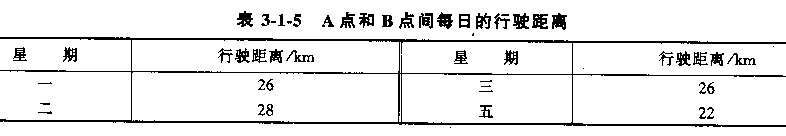 表 3-1-5 A点和B点间每日的行驶距离
星 期 行驶距离/km 星 期 行驶距离/km
一 26 三 26
二 28 五 22